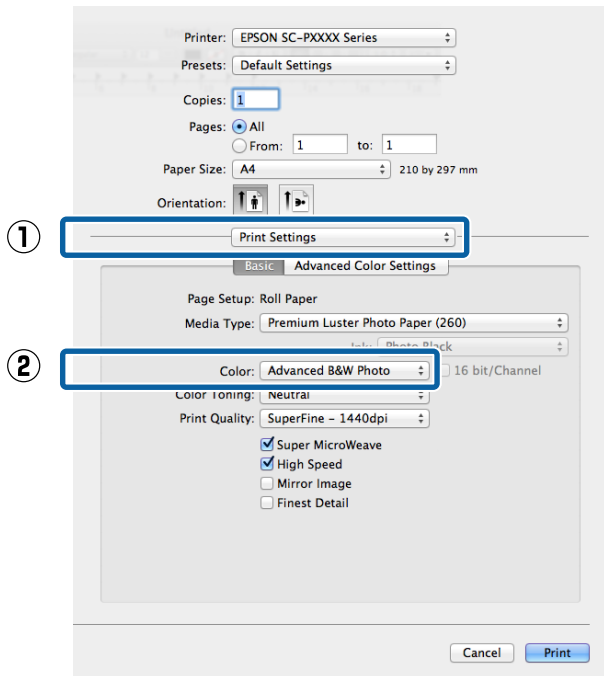 Printer: EPSON SC-PXXXX Series
Presets: Default Settings
Copies: 1
Pages: All
From: 1 to: 1
Paper Size: A4 210 by 297 mm
Orientation:
① Print Settings
Basic Advanced Color Settings
Page Setup: Roll Paper
Media Type: Premium Luster Photo Paper (260)
Ink: Photo Black
② Color: Advanced B&W Photo 16 bit/Channel
Color Toning: Neutral
Print Quality: SuperFine - 1440dpi
Super MicroWeave
High Speed
Mirror Image
Finest Detail
Cancel Print